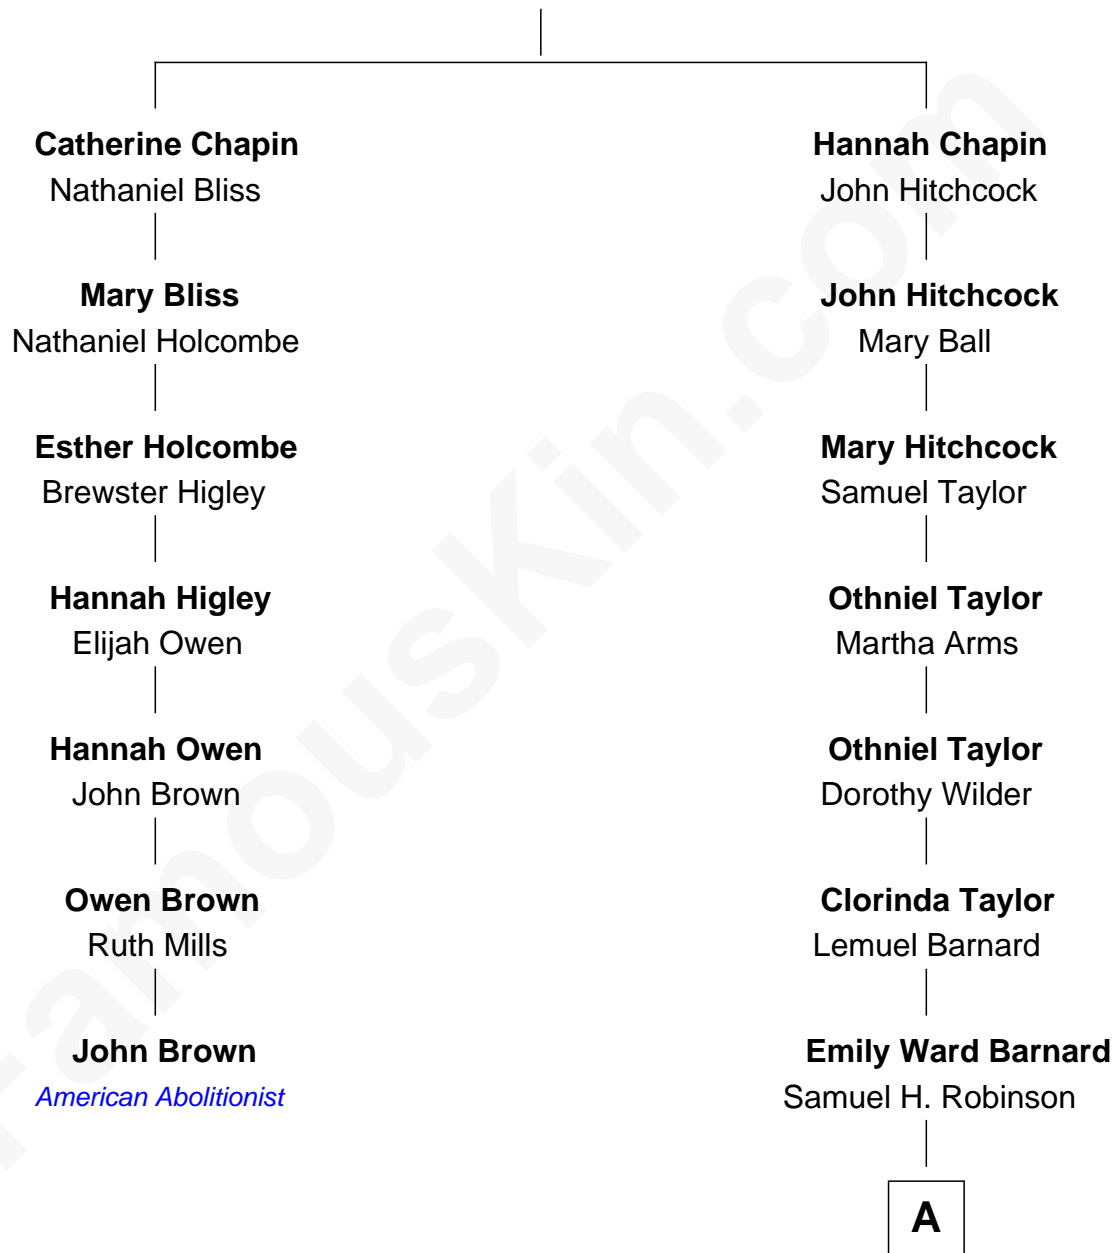 Catherine Chapin
Nathaniel Bliss
Mary Bliss
Nathaniel Holcombe
Esther Holcombe
Brewster Higley
Hannah Higley
Elijah Owen
Hannah Owen
John Brown
Owen Brown
Ruth Mills
John Brown
American Abolitionist
Hannah Chapin
John Hitchcock
John Hitchcock
Mary Ball
Mary Hitchcock
Samuel Taylor
Othniel Taylor
Martha Arms
Othniel Taylor
Dorothy Wilder
Clorinda Taylor
Lemuel Barnard
Emily Ward Barnard
Samuel H. Robinson
A
FamousKin.com